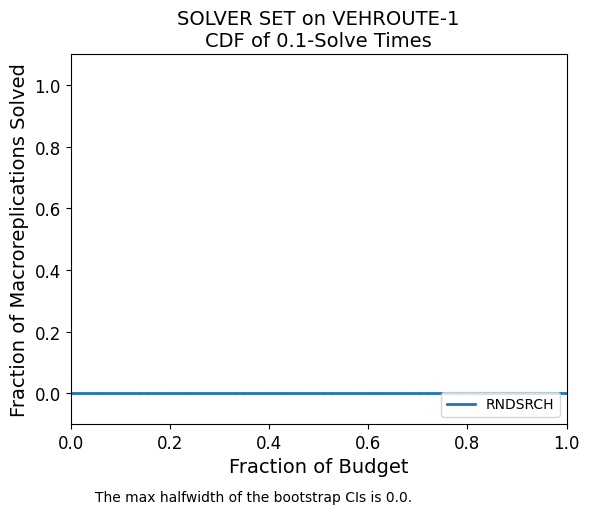 SOLVER SET on VEHROUTE-1
CDF of 0.1-Solve Times
Fraction of Macroreplications Solved
1.0
0.8
0.6
0.4
0.2
0.0
RNDSRCH
0.0 0.2 0.4 0.6 0.8 1.0
Fraction of Budget
The max halfwidth of the bootstrap CIs is 0.0.